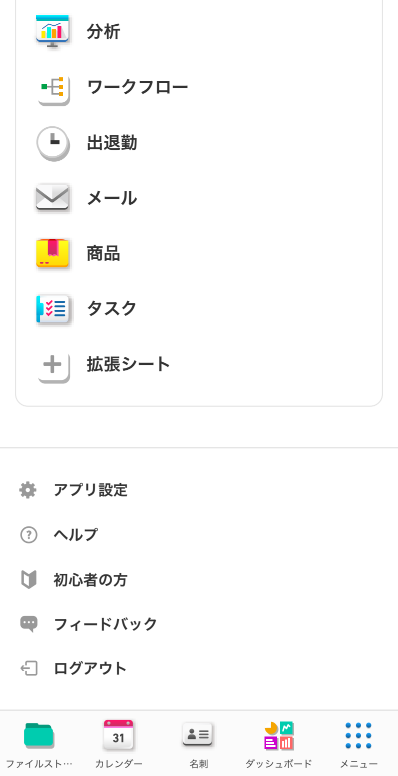 分析
ワークフロー
出退勤
メール
商品
タスク
拡張シート
アプリ設定
ヘルプ
初心者の方
フィードバック
ログアウト
31
ファイルスト…
カレンダー
名刺
ダッシュボード
メニュー